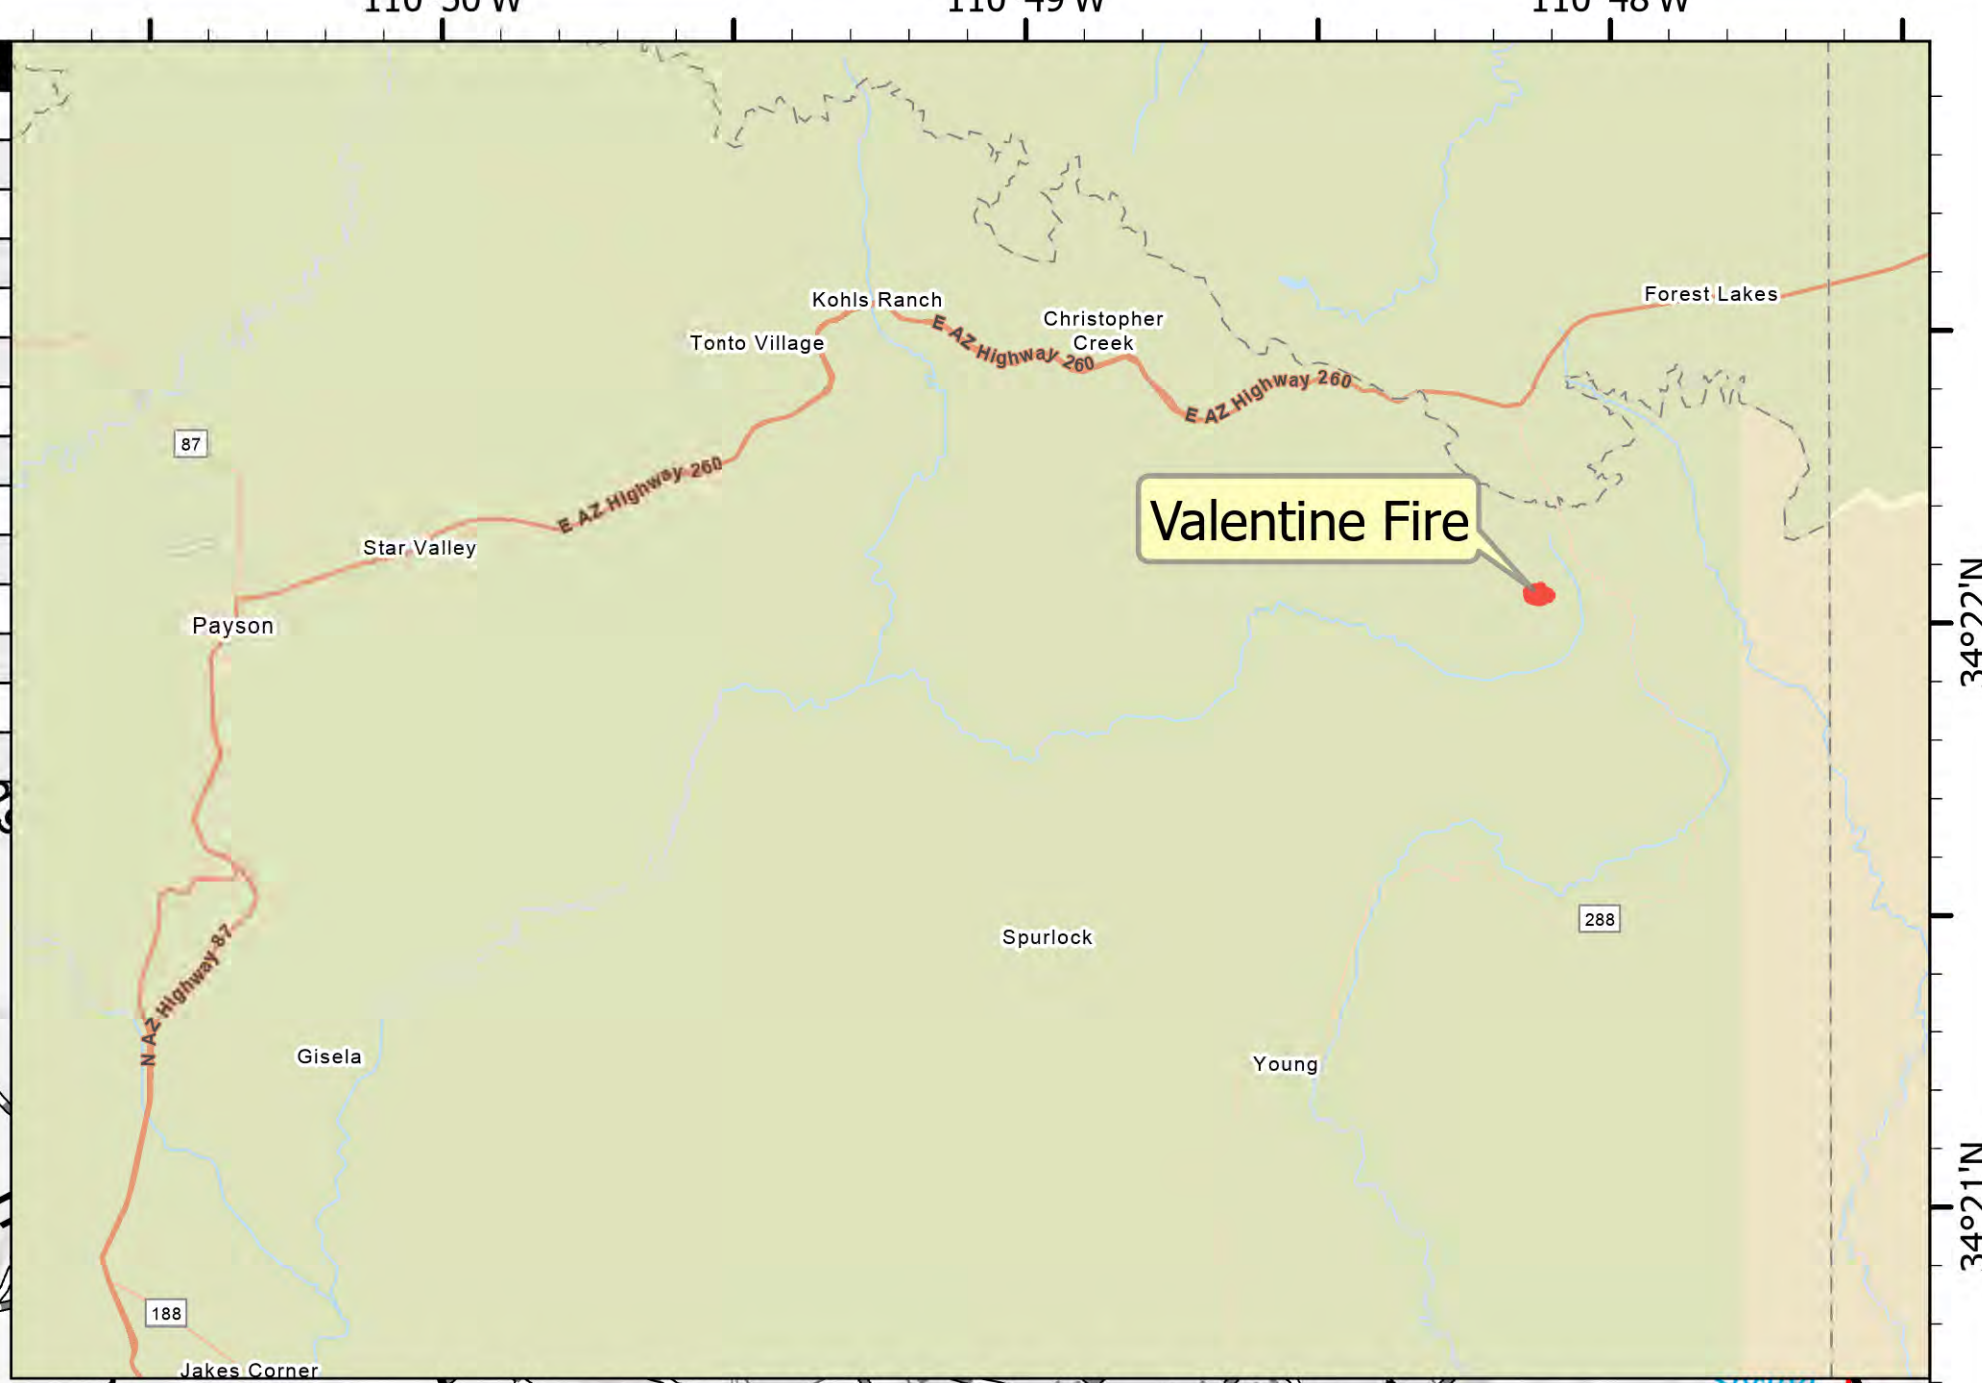 110°50'W
110°49'W
110°48'W
Kohls Ranch
Forest Lakes
Christopher
Creek
Tonto Village
E AZ Highway 260
E AZ Highway 260
87
E AZ Highway 260
Valentine Fire
Star Valley
Payson
34°22'N
288
N AZ Highway 87
Spurlock
Gisela
Young
34°21'N
188
Jakes Corner